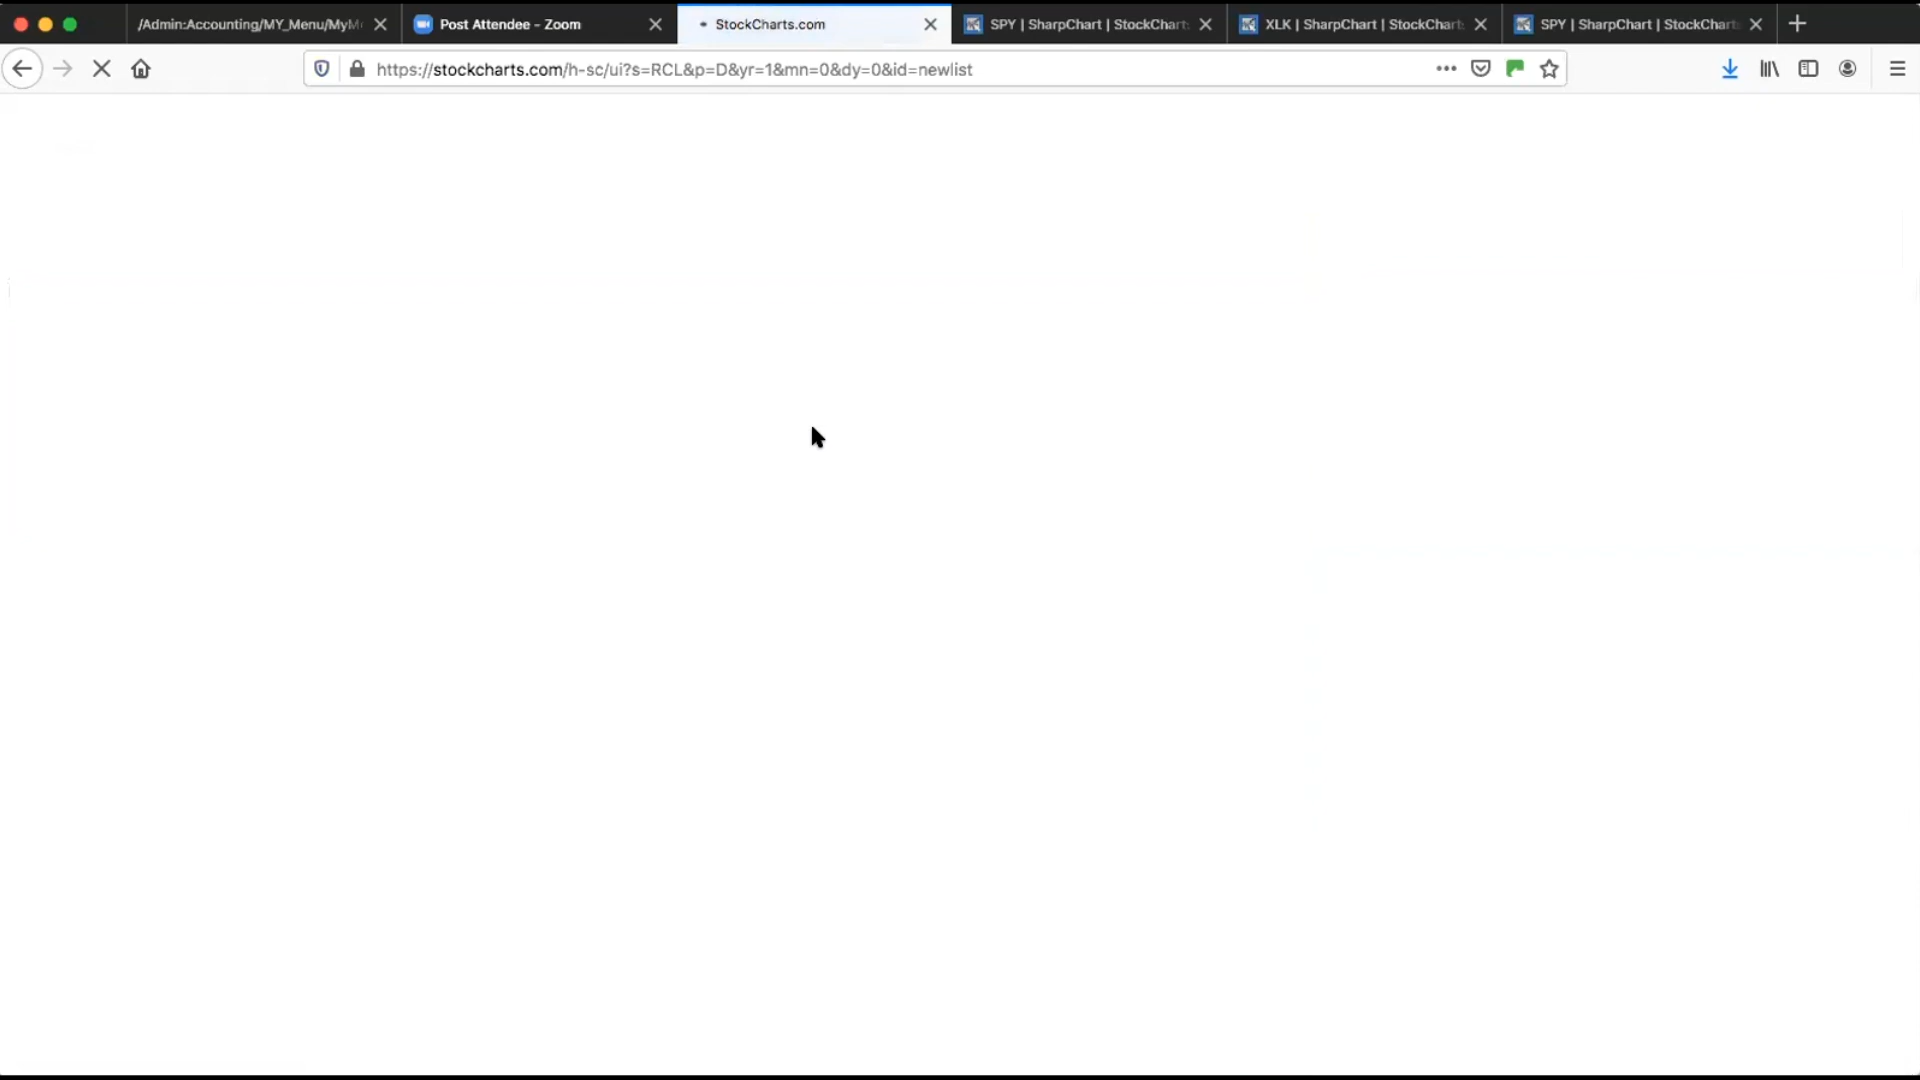 /Admin:Accounting/MY_Menu/MyM
Post Attendee - Zoom
StockCharts.com
SPY | SharpChart | StockChart
XLK | SharpChart | StockChart
SPY | SharpChart | StockChart
https://stockcharts.com/h-sc/ui?s=RCL&p=D&yr=1&mn=0&dy=0&id=newlist